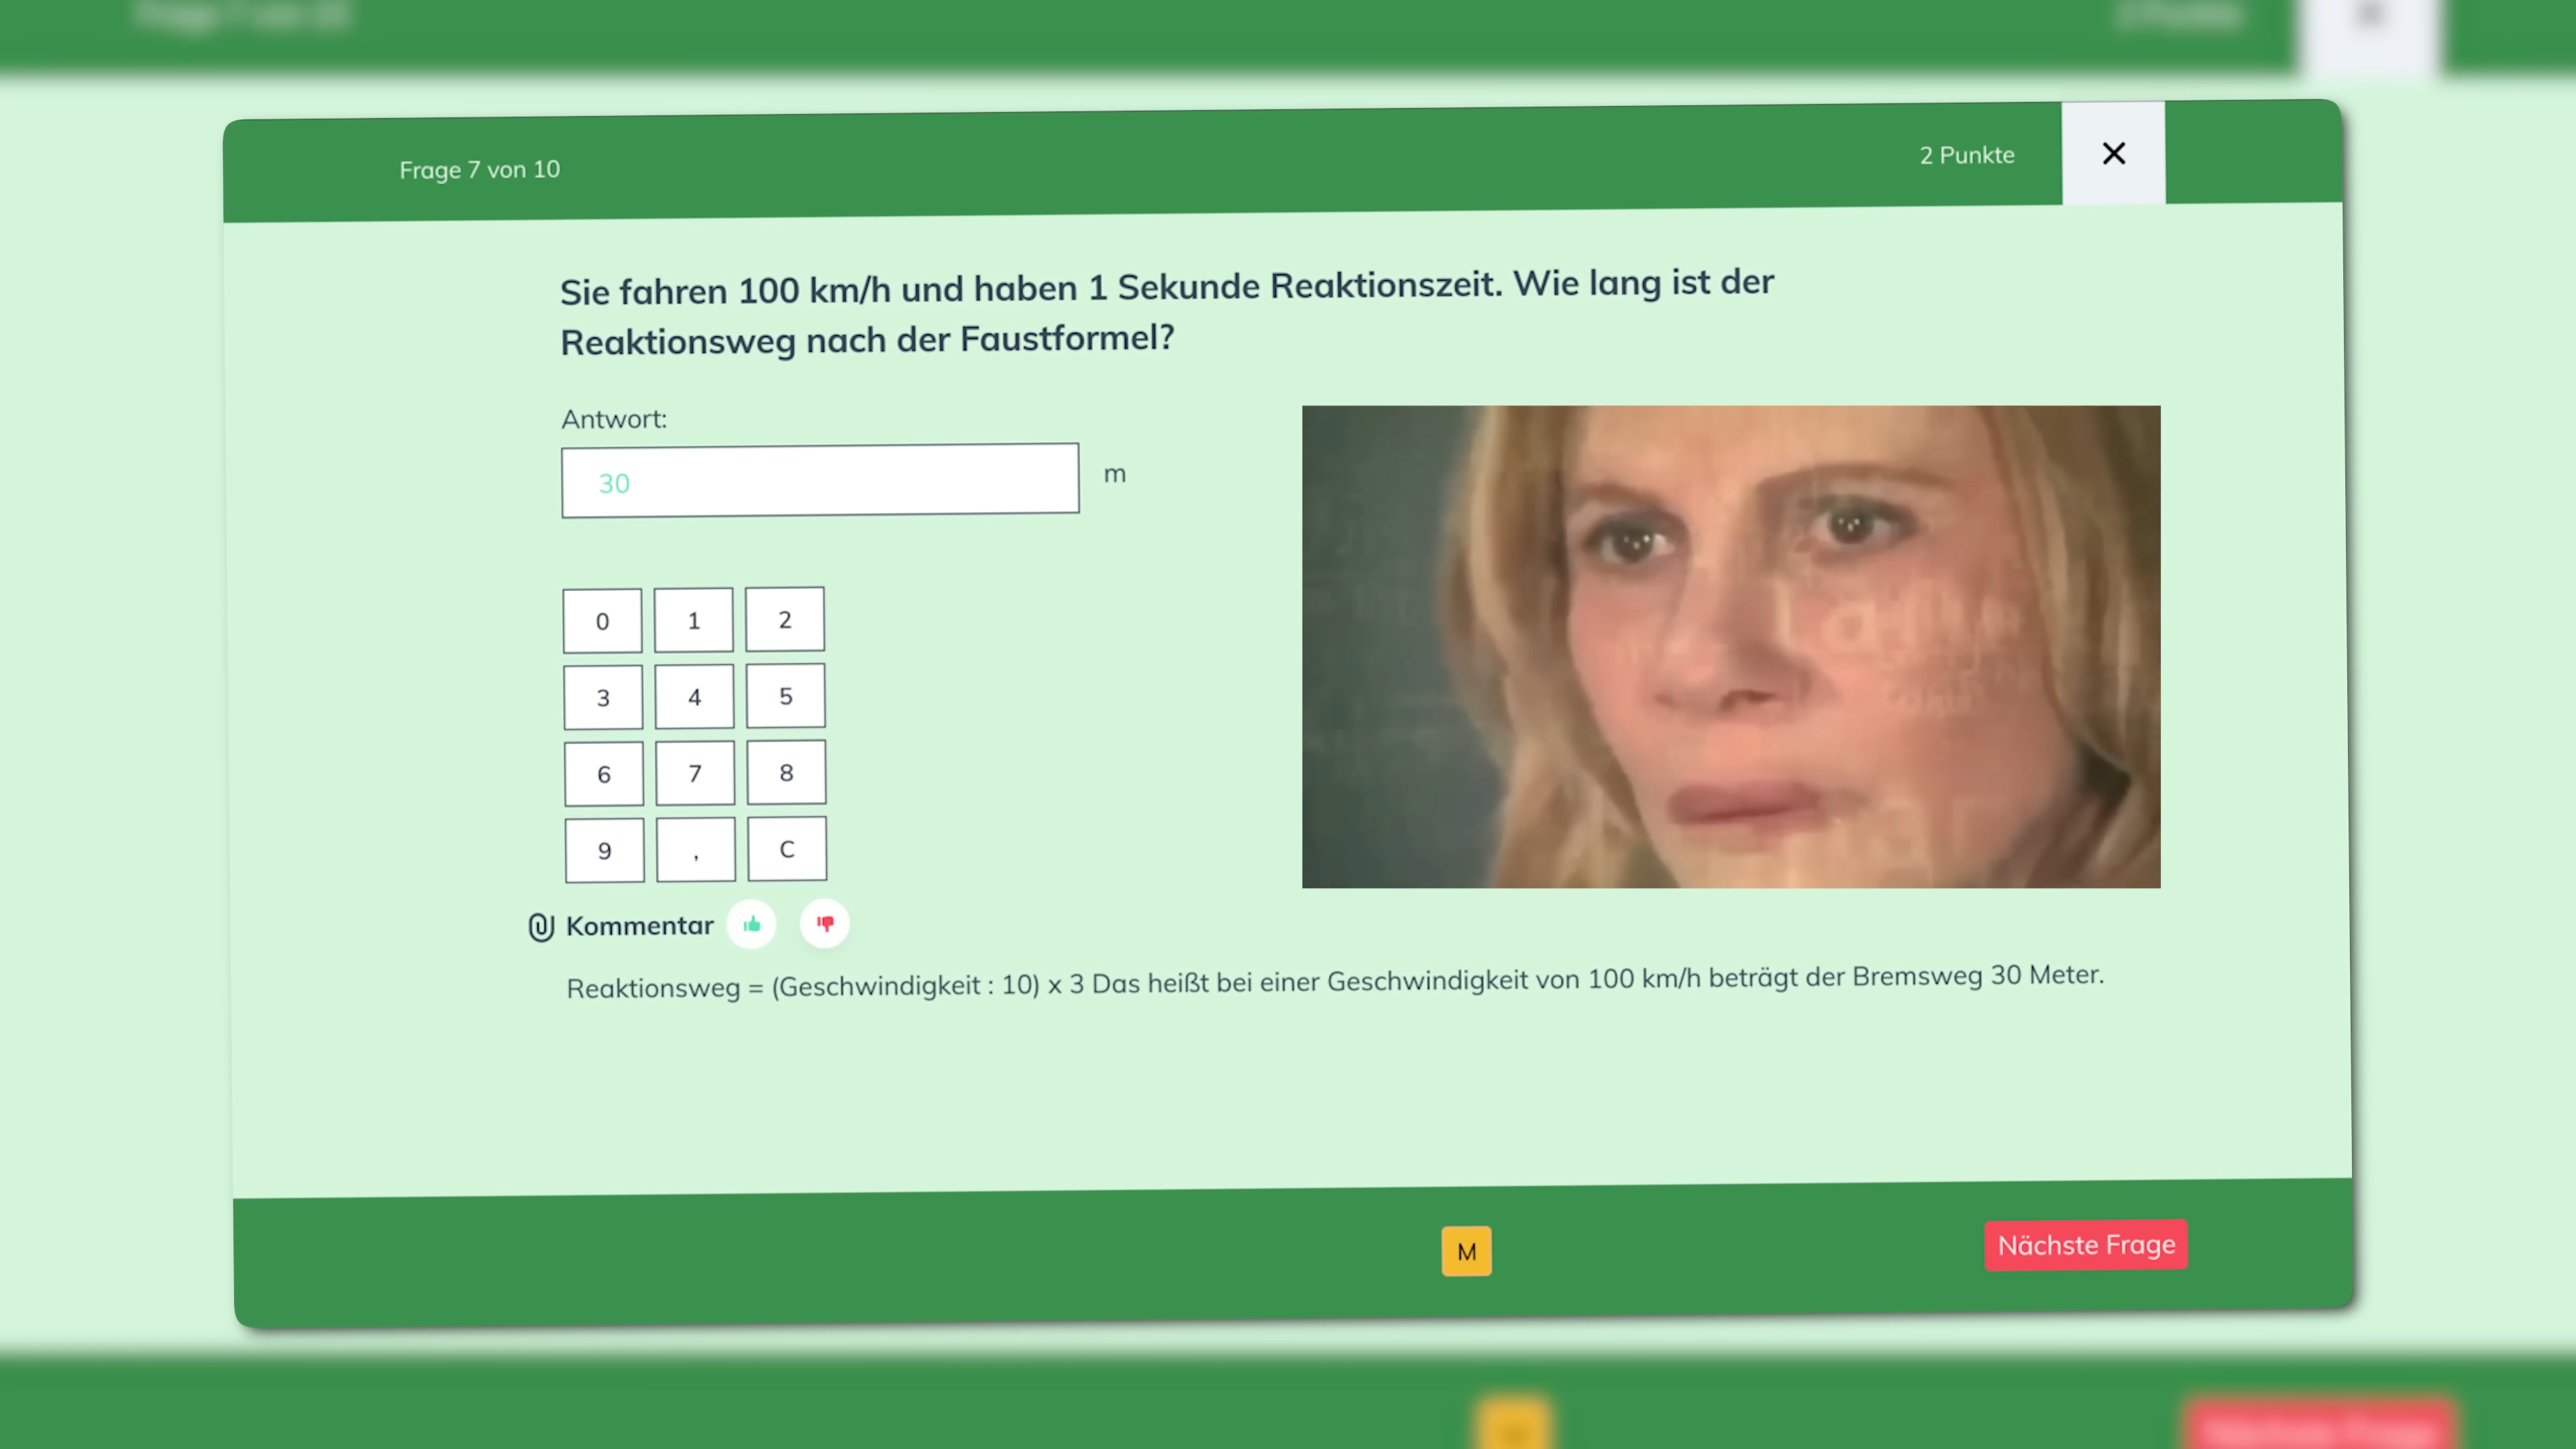 Frage 7 von 10
2 Punkte
Sie fahren 100 km/h und haben 1 Sekunde Reaktionszeit. Wie lang ist der
Reaktionsweg nach der Faustformel?
Antwort:
30 m
0 1 2
3 4 5
6 7 8
9 , C
Kommentar
Reaktionsweg = (Geschwindigkeit : 10) x 3 Das heißt bei einer Geschwindigkeit von 100 km/h beträgt der Bremsweg 30 Meter.
M
Nächste Frage